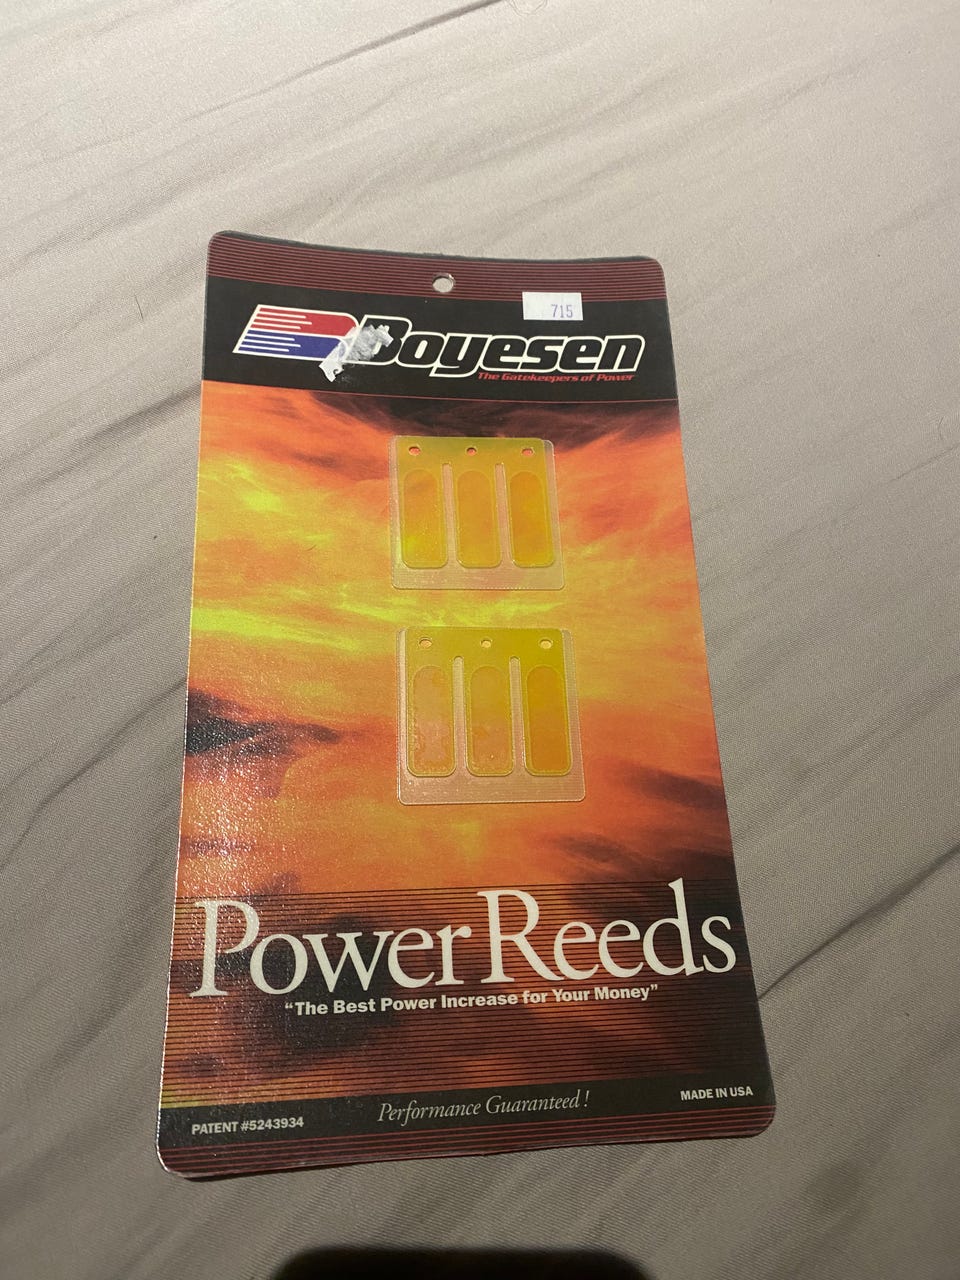 715
Boyesen
The Gatekeepers of Power
Power Reeds
“The Best Power Increase for Your Money”
Performance Guaranteed!
MADE IN USA
PATENT #5243934